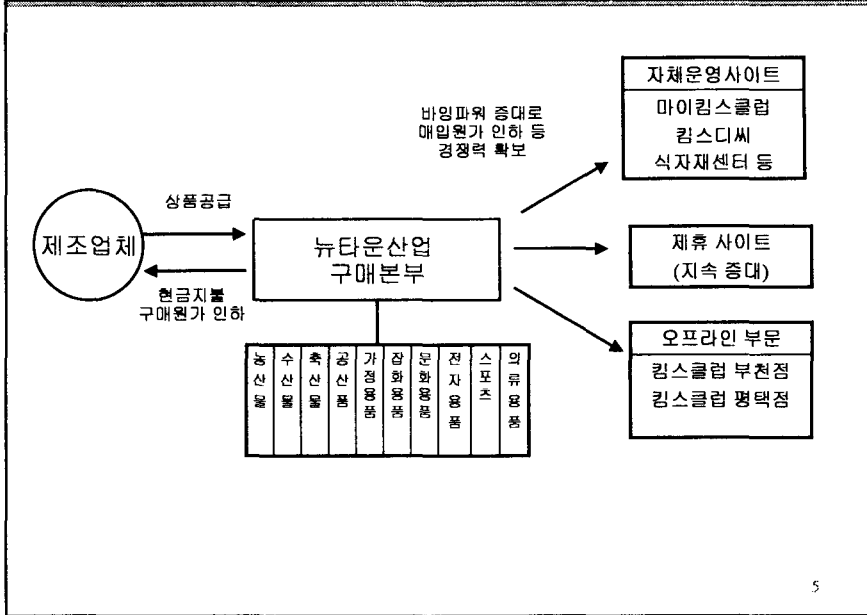 자체운영사이트
마이킴스클럽
킴스디씨
식자재센터 등
바잉파워 증대로
매입원가 인하 등
경쟁력 확보
상품공급
제조업체
뉴타운산업
구매본부
제휴 사이트
(지속 증대)
현금지불
구매원가 인하
오프라인 부문
킴스클럽 부천점
킴스클럽 평택점
농산물
수산물
축산물
공산품
가정용품
잡화용품
문화용품
전자용품
스포츠
의류용품
5